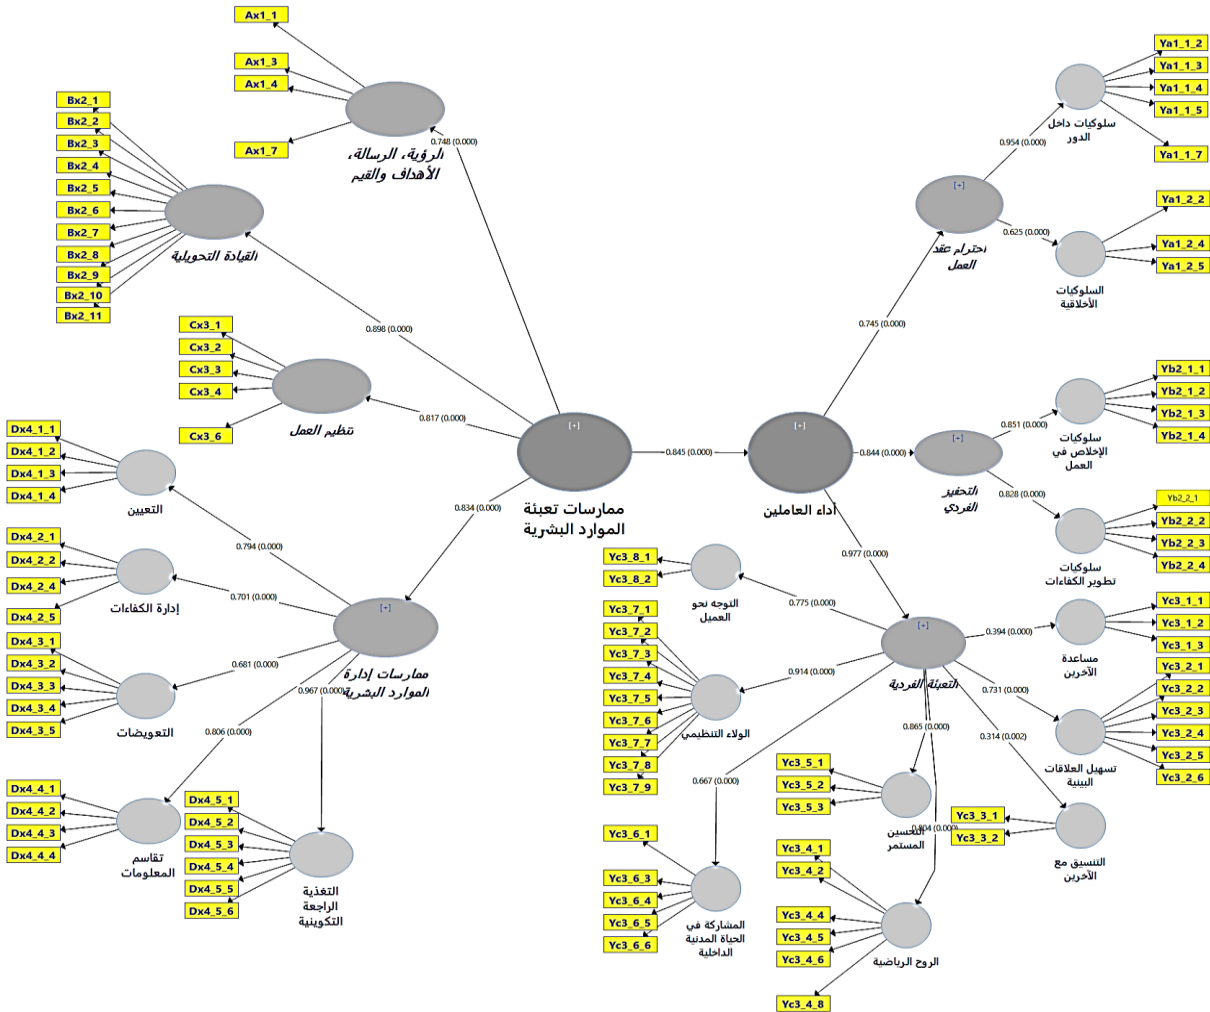 Ax1_1
Ax1_3
Ax1_4
Ax1_7
0.748 (0.000)
الرؤية، الرسالة،
الأهداف والقيم
Bx2_1
Bx2_2
Bx2_3
Bx2_4
Bx2_5
Bx2_6
Bx2_7
Bx2_8
Bx2_9
Bx2_10
Bx2_11
القيادة التحويلية
0.898 (0.000)
Cx3_1
Cx3_2
Cx3_3
Cx3_4
Cx3_6
تنظيم العمل
0.817 (0.000)
[+]
ممارسات تعبئة
الموارد البشرية
0.845 (0.000)
0.834 (0.000)
Dx4_1_1
Dx4_1_2
Dx4_1_3
Dx4_1_4
التعيين
0.794 (0.000)
Dx4_2_1
Dx4_2_2
Dx4_2_4
Dx4_2_5
إدارة الكفاءات
0.701 (0.000)
[+]
ممارسات إدارة
الموارد البشرية
Dx4_3_1
Dx4_3_2
Dx4_3_3
Dx4_3_4
Dx4_3_5
التعويضات
0.681 (0.000)
0.967 (0.000)
0.806 (0.000)
Dx4_4_1
Dx4_4_2
Dx4_4_3
Dx4_4_4
تقاسم
المعلومات
Dx4_5_1
Dx4_5_2
Dx4_5_3
Dx4_5_4
Dx4_5_5
Dx4_5_6
التغذية
الراجعة
التكوينية
Ya1_1_2
Ya1_1_3
Ya1_1_4
Ya1_1_5
Ya1_1_7
سلوكيات داخل
الدور
0.954 (0.000)
[+]
احترام عقد
العمل
0.625 (0.000)
Ya1_2_2
Ya1_2_4
Ya1_2_5
السلوكيات
الأخلاقية
0.745 (0.000)
[+]
أداء العاملين
0.844 (0.000)
[+]
التحفيز
الفردي
0.851 (0.000)
Yb2_1_1
Yb2_1_2
Yb2_1_3
Yb2_1_4
سلوكيات
الإخلاص في
العمل
0.828 (0.000)
Yb2_2_1
Yb2_2_2
Yb2_2_3
Yb2_2_4
سلوكيات
تطوير الكفاءات
0.977 (0.000)
[+]
التعبئة الفردية
Yc3_8_1
Yc3_8_2
التوجه نحو
العميل
0.775 (0.000)
Yc3_7_1
Yc3_7_2
Yc3_7_3
Yc3_7_4
Yc3_7_5
Yc3_7_6
Yc3_7_7
Yc3_7_8
Yc3_7_9
الولاء التنظيمي
0.914 (0.000)
0.394 (0.000)
Yc3_1_1
Yc3_1_2
Yc3_1_3
مساعدة
الآخرين
0.731 (0.000)
Yc3_2_1
Yc3_2_2
Yc3_2_3
Yc3_2_4
Yc3_2_5
Yc3_2_6
تسهيل العلاقات
البينية
0.314 (0.002)
Yc3_3_1
Yc3_3_2
التنسيق مع
الآخرين
0.865 (0.000)
Yc3_5_1
Yc3_5_2
Yc3_5_3
التحسين
المستمر
0.804 (0.000)
Yc3_4_1
Yc3_4_2
Yc3_4_4
Yc3_4_5
Yc3_4_6
Yc3_4_8
الروح الرياضية
0.667 (0.000)
Yc3_6_1
Yc3_6_3
Yc3_6_4
Yc3_6_5
Yc3_6_6
المشاركة في
الحياة المدنية
الداخلية